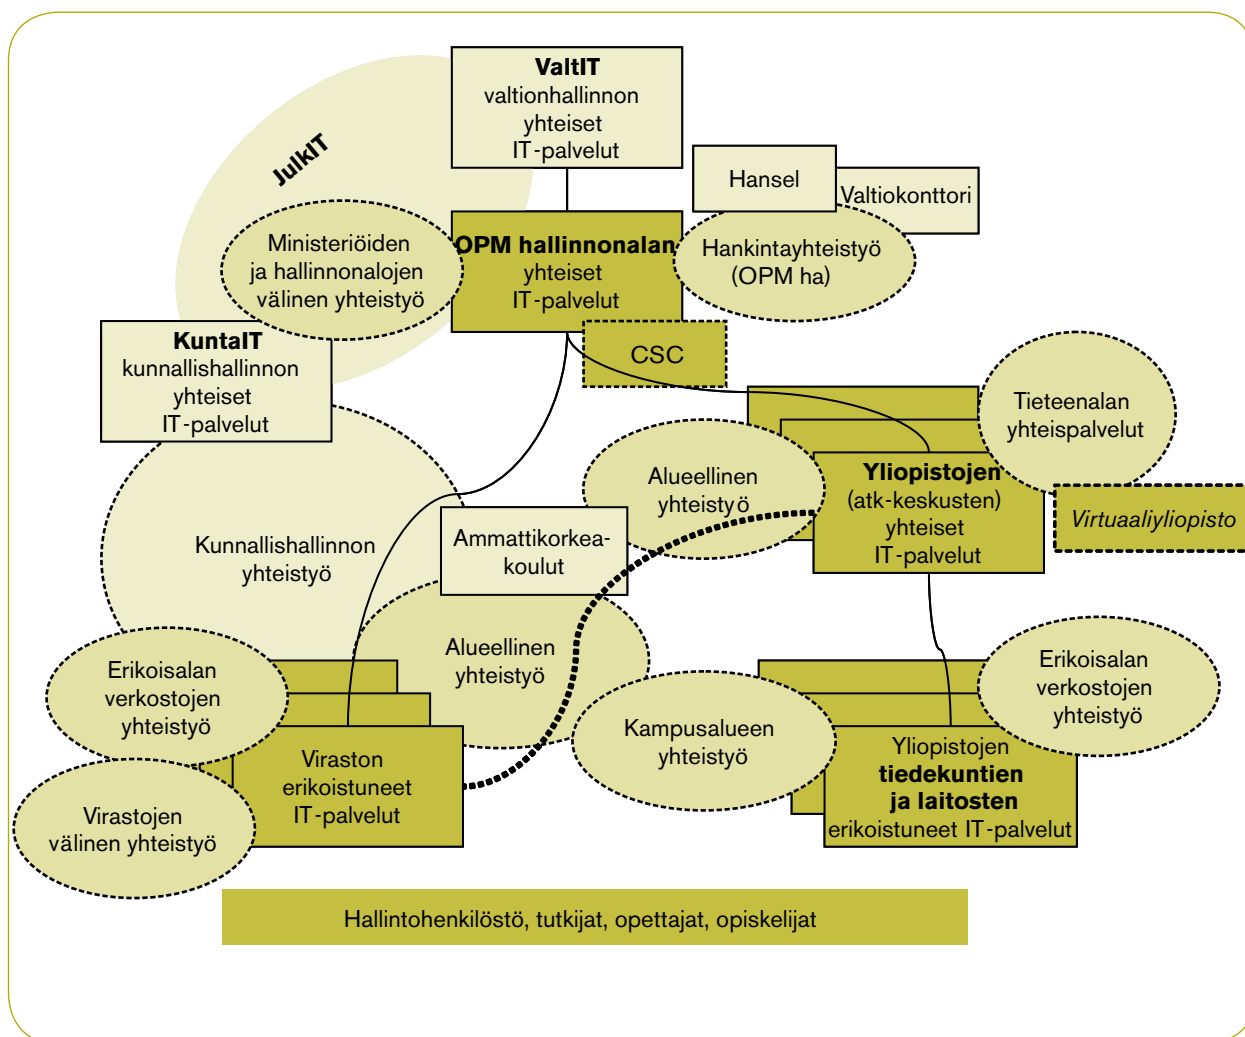 ValtIT
valtionhallinnon
yhteiset
IT-palvelut
JulkIT
Hansel
Valtiokonttori
Ministeriöiden
ja hallinnonalojen
välinen yhteistyö
OPM hallinnonalan
yhteiset
IT-palvelut
Hankintayhteistyö
(OPM ha)
KuntaIT
kunnallishallinnon
yhteiset
IT-palvelut
CSC
Tieteenalan
yhteispalvelut
Alueellinen
yhteistyö
Yliopistojen
(atk-keskusten)
yhteiset
IT-palvelut
Virtuaaliyliopisto
Kunnallishallinnon
yhteistyö
Ammattikorkea-
koulut
Alueellinen
yhteistyö
Erikoisalan
verkostojen
yhteistyö
Erikoisalan
verkostojen
yhteistyö
Kampusalueen
yhteistyö
Viraston
erikoistuneet
IT-palvelut
Yliopistojen
tiedekuntien
ja laitosten
erikoistuneet IT-palvelut
Virastojen
välinen yhteistyö
Hallintohenkilöstö, tutkijat, opettajat, opiskelijat